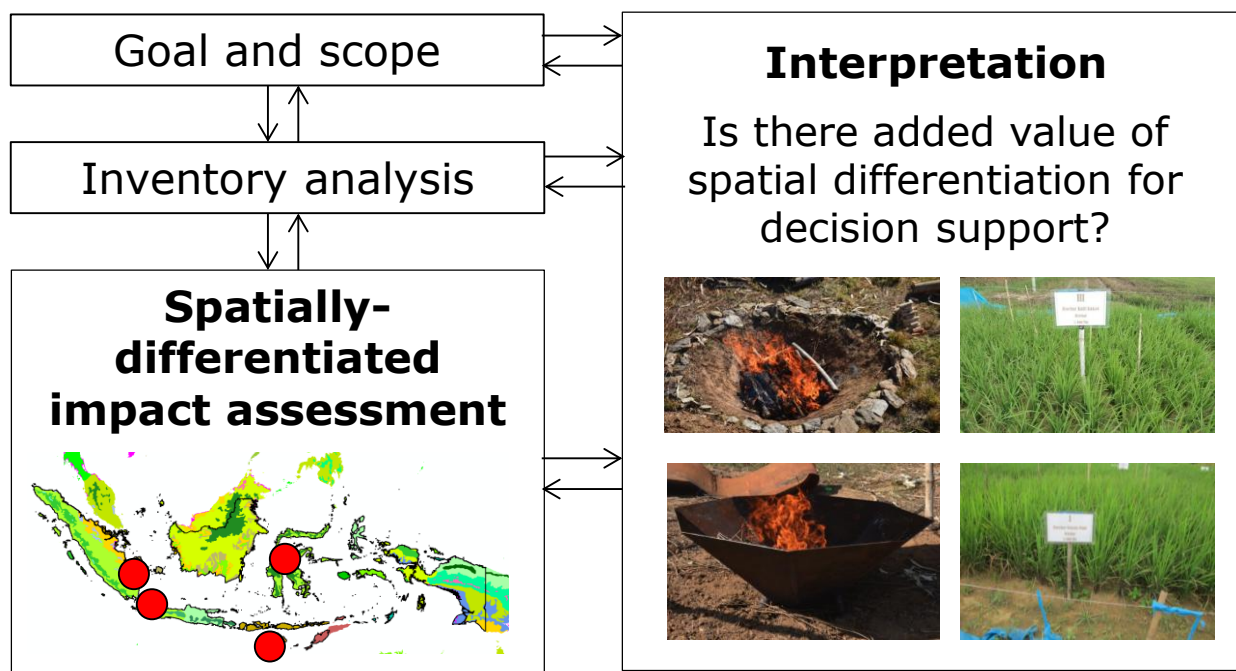 Goal and scope
Inventory analysis
Spatially-
differentiated
impact assessment
Interpretation
Is there added value of
spatial differentiation for
decision support?
III
I